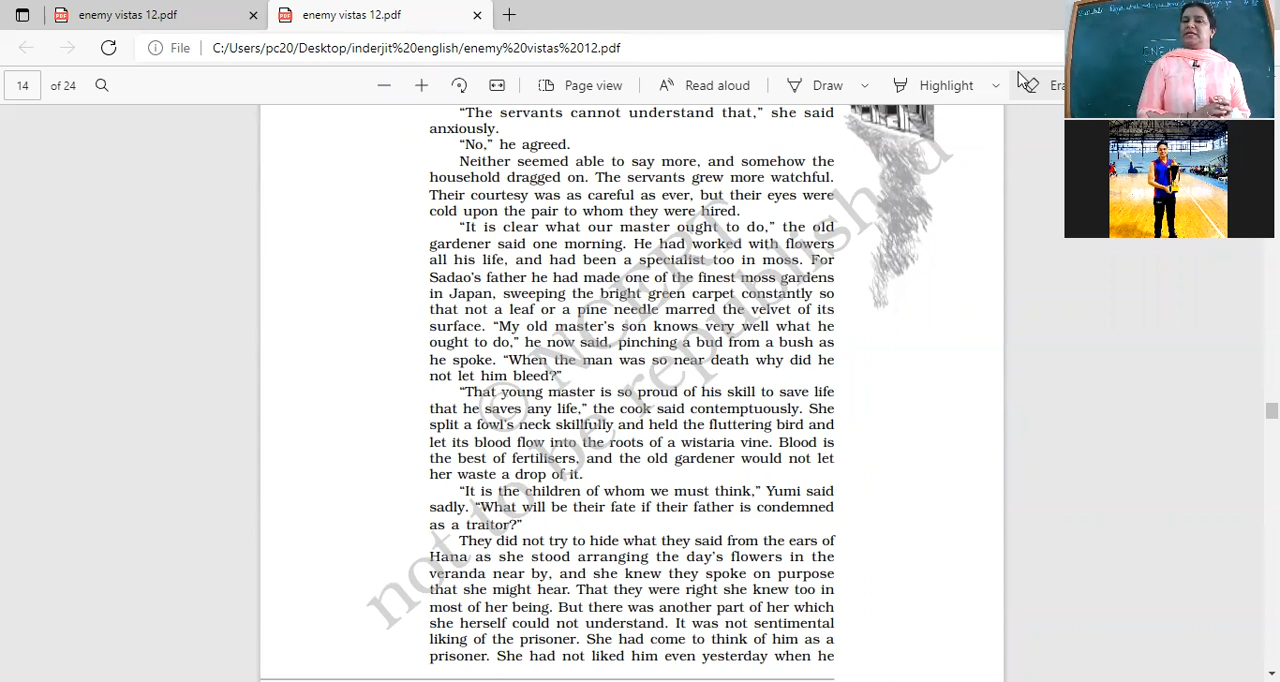 enemy vistas 12.pdf
enemy vistas 12.pdf
File
C:/Users/pc20/Desktop/inderjit%20english/enemy%20vistas%2012.pdf
14 of 24
Page view
Read aloud
Draw
Highlight
Era
“The servants cannot understand that,” she said
anxiously.
“No,” he agreed.
Neither seemed able to say more, and somehow the
household dragged on. The servants grew more watchful.
Their courtesy was as careful as ever, but their eyes were
cold upon the pair to whom they were hired.
“It is clear what our master ought to do,” the old
gardener said one morning. He had worked with flowers
all his life, and had been a specialist too in moss. For
Sadao’s father he had made one of the finest moss gardens
in Japan, sweeping the bright green carpet constantly so
that not a leaf or a pine needle marred the velvet of its
surface. “My old master’s son knows very well what he
ought to do,” he now said, pinching a bud from a bush as
he spoke. “When the man was so near death why did he
not let him bleed?”
“That young master is so proud of his skill to save life
that he saves any life,” the cook said contemptuously. She
split a fowl’s neck skillfully and held the fluttering bird and
let its blood flow into the roots of a wistaria vine. Blood is
the best of fertilisers, and the old gardener would not let
her waste a drop of it.
“It is the children of whom we must think,” Yumi said
sadly. “What will be their fate if their father is condemned
as a traitor?”
They did not try to hide what they said from the ears of
Hana as she stood arranging the day’s flowers in the
veranda near by, and she knew they spoke on purpose
that she might hear. That they were right she knew too in
most of her being. But there was another part of her which
she herself could not understand. It was not sentimental
liking of the prisoner. She had come to think of him as a
prisoner. She had not liked him even yesterday when he
© NCERT
not to be republished